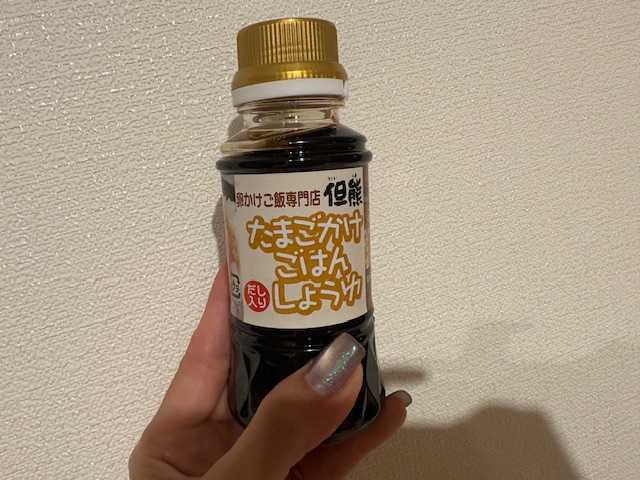 卵かけご飯専門店 但熊
たまごかけ
ごはん
しょうゆ
だし
入り